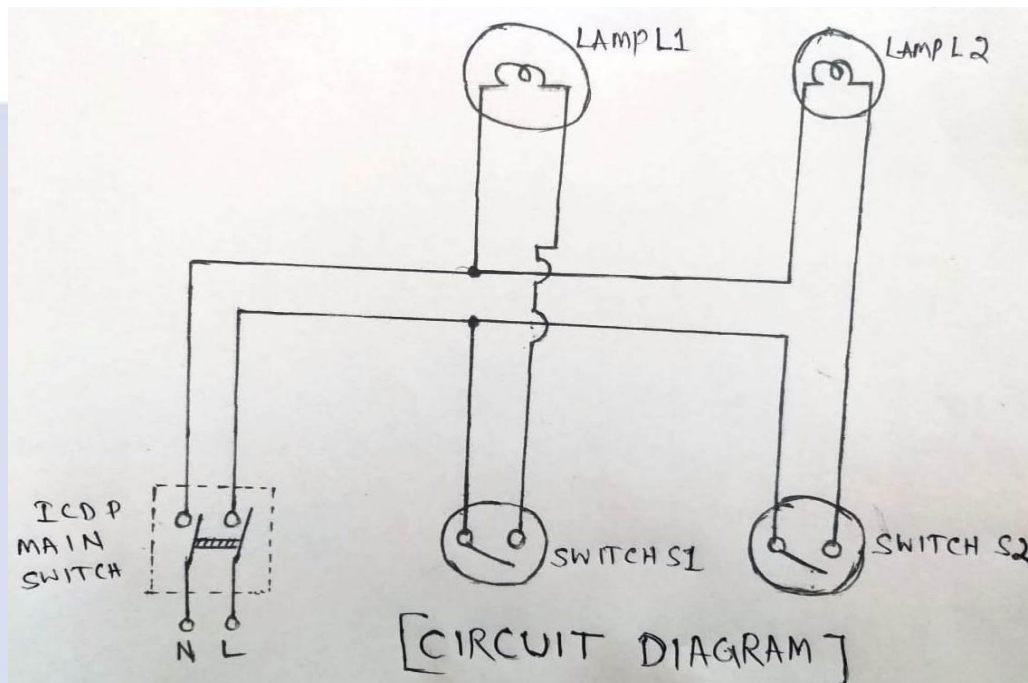 LAMP L1
LAMP L2
ICDP
MAIN
SWITCH
SWITCH S1
SWITCH S2
N L
[CIRCUIT DIAGRAM]